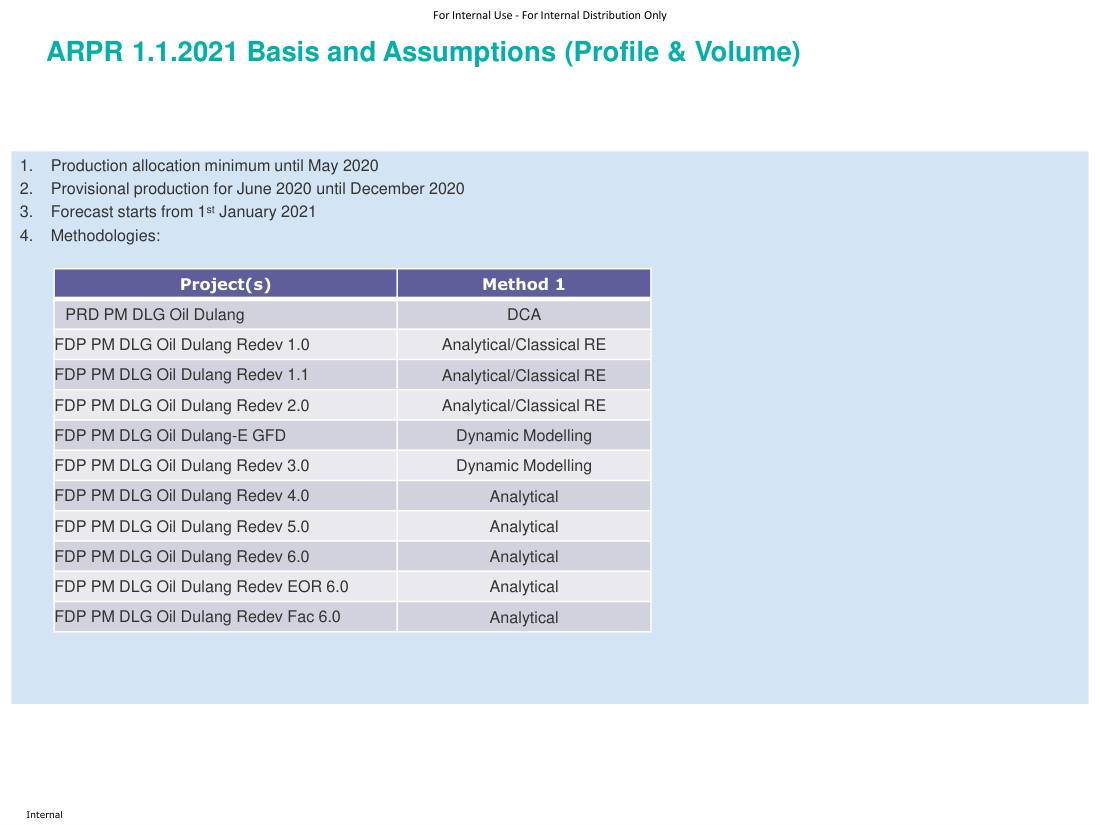 For Internal Use - For Internal Distribution Only
ARPR 1.1.2021 Basis and Assumptions (Profile & Volume)
1. Production allocation minimum until May 2020
2. Provisional production for June 2020 until December 2020
3. Forecast starts from 1st January 2021
4. Methodologies:
Project(s) Method 1
PRD PM DLG Oil Dulang DCA
FDP PM DLG Oil Dulang Redev 1.0 Analytical/Classical RE
FDP PM DLG Oil Dulang Redev 1.1 Analytical/Classical RE
FDP PM DLG Oil Dulang Redev 2.0 Analytical/Classical RE
FDP PM DLG Oil Dulang-E GFD Dynamic Modelling
FDP PM DLG Oil Dulang Redev 3.0 Dynamic Modelling
FDP PM DLG Oil Dulang Redev 4.0 Analytical
FDP PM DLG Oil Dulang Redev 5.0 Analytical
FDP PM DLG Oil Dulang Redev 6.0 Analytical
FDP PM DLG Oil Dulang Redev EOR 6.0 Analytical
FDP PM DLG Oil Dulang Redev Fac 6.0 Analytical
Internal